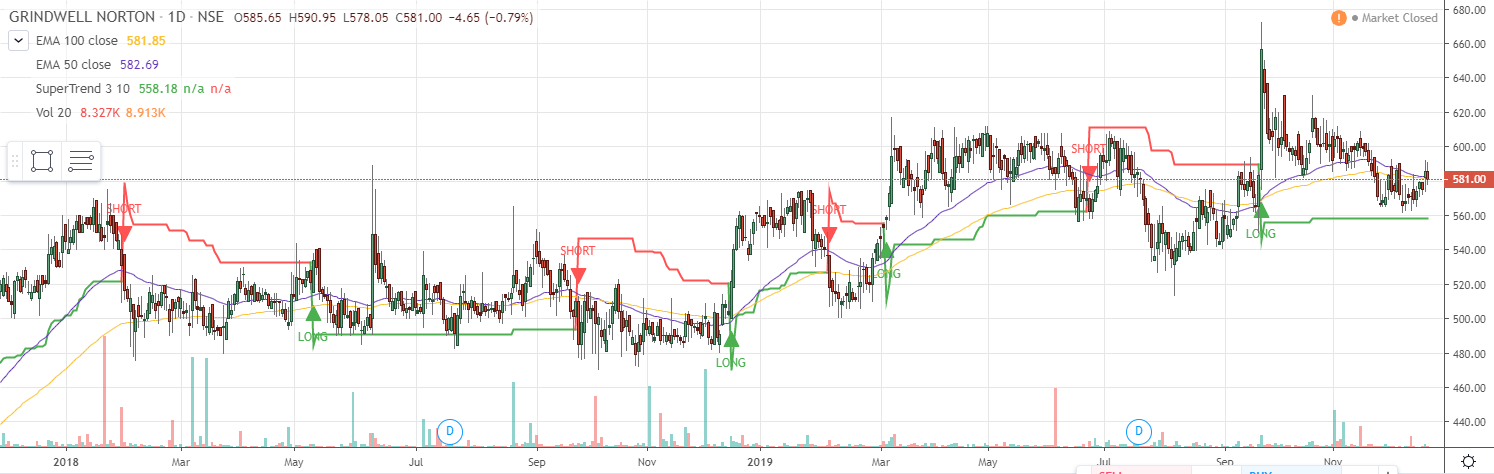 GRINDWELL NORTON · 1D · NSE O585.65 H590.95 L578.05 C581.00 −4.65 (−0.79%)
! Market Closed
EMA 100 close 581.85
EMA 50 close 582.69
SuperTrend 3 10 558.18 n/a n/a
Vol 20 8.327K 8.913K
680.00
660.00
640.00
620.00
600.00
581.00
560.00
540.00
520.00
500.00
480.00
460.00
440.00
SHORT
LONG
SHORT
LONG
SHORT
LONG
SHORT
LONG
D
D
2018 Mar May Jul Sep Nov 2019 Mar May Jul Sep Nov